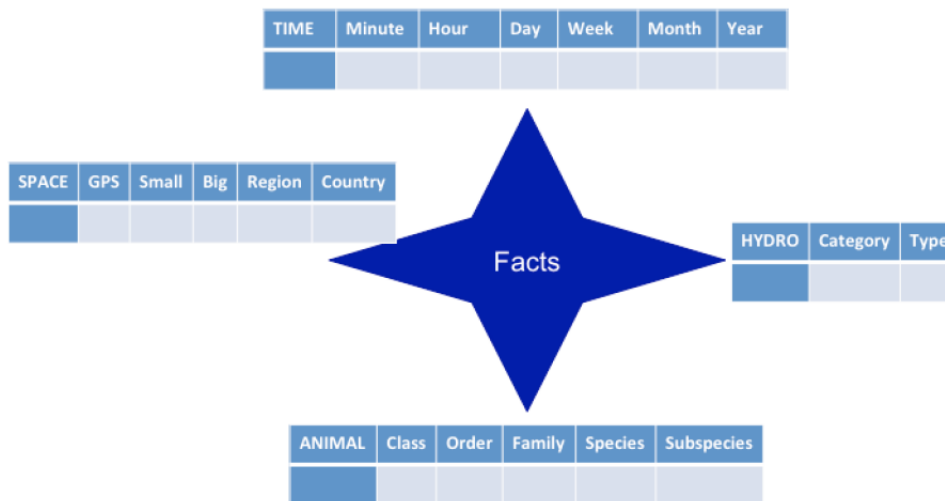 TIME Minute Hour Day Week Month Year
SPACE GPS Small Big Region Country
HYDRO Category Type
Facts
ANIMAL Class Order Family Species Subspecies